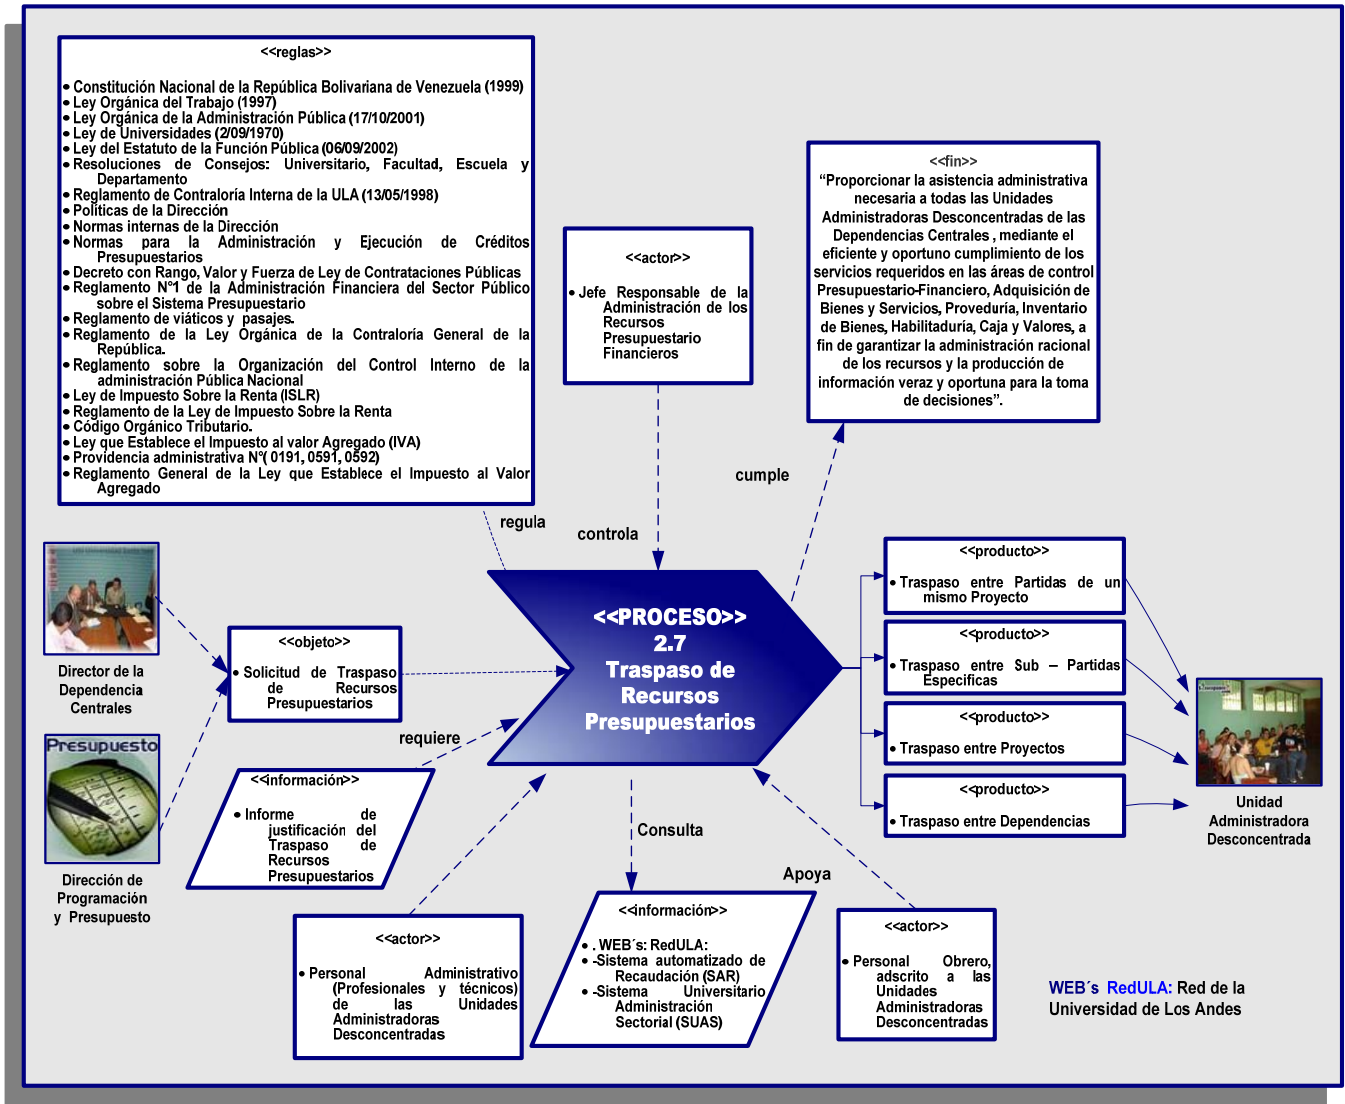 <<reglas>>
• Constitución Nacional de la República Bolivariana de Venezuela (1999)
• Ley Orgánica del Trabajo (1997)
• Ley Orgánica de la Administración Pública (17/10/2001)
• Ley de Universidades (2/09/1970)
• Ley del Estatuto de la Función Pública (06/09/2002)
• Resoluciones de Consejos: Universitario, Facultad, Escuela y
Departamento
• Reglamento de Contraloría Interna de la ULA (13/05/1998)
• Políticas de la Dirección
• Normas internas de la Dirección
• Normas para la Administración y Ejecución de Créditos
Presupuestarios
• Decreto con Rango, Valor y Fuerza de Ley de Contrataciones Públicas
• Reglamento N°1 de la Administración Financiera del Sector Público
sobre el Sistema Presupuestario
• Reglamento de viáticos y pasajes.
• Reglamento de la Ley Orgánica de la Contraloría General de la
República.
• Reglamento sobre la Organización del Control Interno de la
administración Pública Nacional
• Ley de Impuesto Sobre la Renta (ISLR)
• Reglamento de la Ley de Impuesto Sobre la Renta
• Código Orgánico Tributario.
• Ley que Establece el Impuesto al valor Agregado (IVA)
• Providencia administrativa N°( 0191, 0591, 0592)
• Reglamento General de la Ley que Establece el Impuesto al Valor
Agregado
<<actor>>
• Jefe Responsable de la
Administración de los
Recursos
Presupuestario
Financieros
<<fin>>
“Proporcionar la asistencia administrativa
necesaria a todas las Unidades
Administradoras Desconcentradas de las
Dependencias Centrales , mediante el
eficiente y oportuno cumplimiento de los
servicios requeridos en las áreas de control
Presupuestario-Financiero, Adquisición de
Bienes y Servicios, Proveduría, Inventario
de Bienes, Habilitaduría, Caja y Valores, a
fin de garantizar la administración racional
de los recursos y la producción de
información veraz y oportuna para la toma
de decisiones”.
regula
controla
cumple
Director de la
Dependencia
Centrales
<<objeto>>
• Solicitud de Traspaso
de Recursos
Presupuestarios
<<PROCESO>>
2.7
Traspaso de
Recursos
Presupuestarios
<<producto>>
• Traspaso entre Partidas de un
mismo Proyecto
<<producto>>
• Traspaso entre Sub – Partidas
Especificas
<<producto>>
• Traspaso entre Proyectos
<<producto>>
• Traspaso entre Dependencias
Unidad
Administradora
Desconcentrada
Presupuesto
Dirección de
Programación
y Presupuesto
requiere
<<información>>
• Informe de
justificación del
Traspaso de
Recursos
Presupuestarios
Consulta
Apoya
<<actor>>
• Personal Administrativo
(Profesionales y técnicos)
de las Unidades
Administradoras
Desconcentradas
<<información>>
• . WEB´s: RedULA:
• -Sistema automatizado de
Recaudación (SAR)
• -Sistema Universitario
Administración
Sectorial (SUAS)
<<actor>>
• Personal Obrero,
adscrito a las
Unidades
Administradoras
Desconcentradas
WEB´s RedULA: Red de la
Universidad de Los Andes